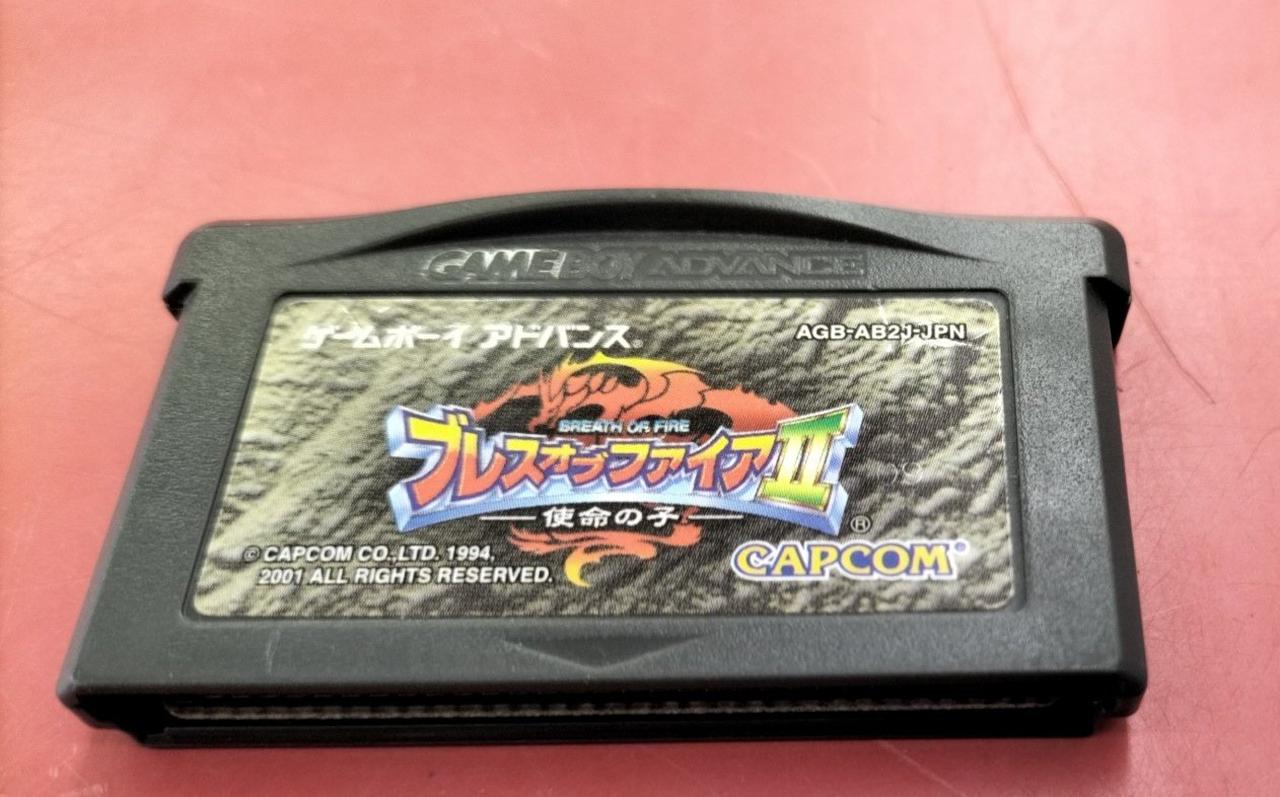 GAME BOY ADVANCE
ゲームボーイ アドバンス®
AGB-AB2J-JPN
BREATH OF FIRE
ブレスオブファイアII
使命の子
®
© CAPCOM CO.,LTD. 1994,
2001 ALL RIGHTS RESERVED.
CAPCOM®